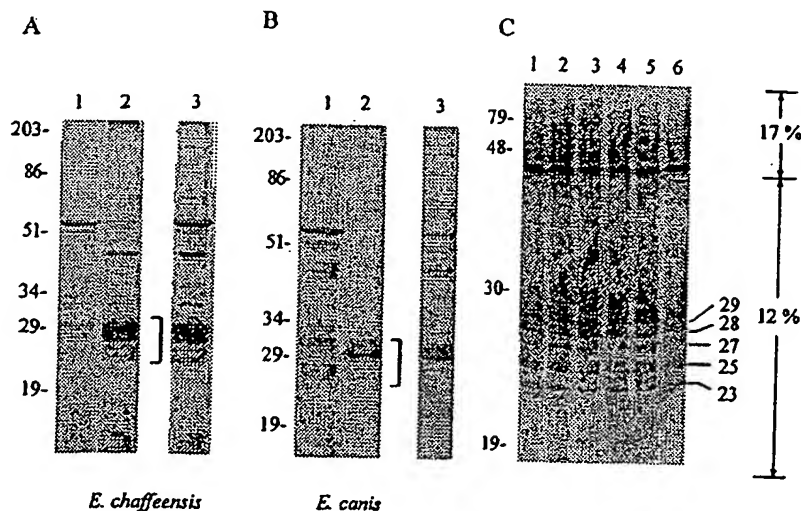 A
1 2 3
203-
86-
51-
34-
29-
19-
E. chaffeensis
B
1 2 3
203-
86-
51-
34-
29-
19-
E. canis
C
1 2 3 4 5 6
79-
48-
30-
19-
29
28
27
25
23
17 %
12 %